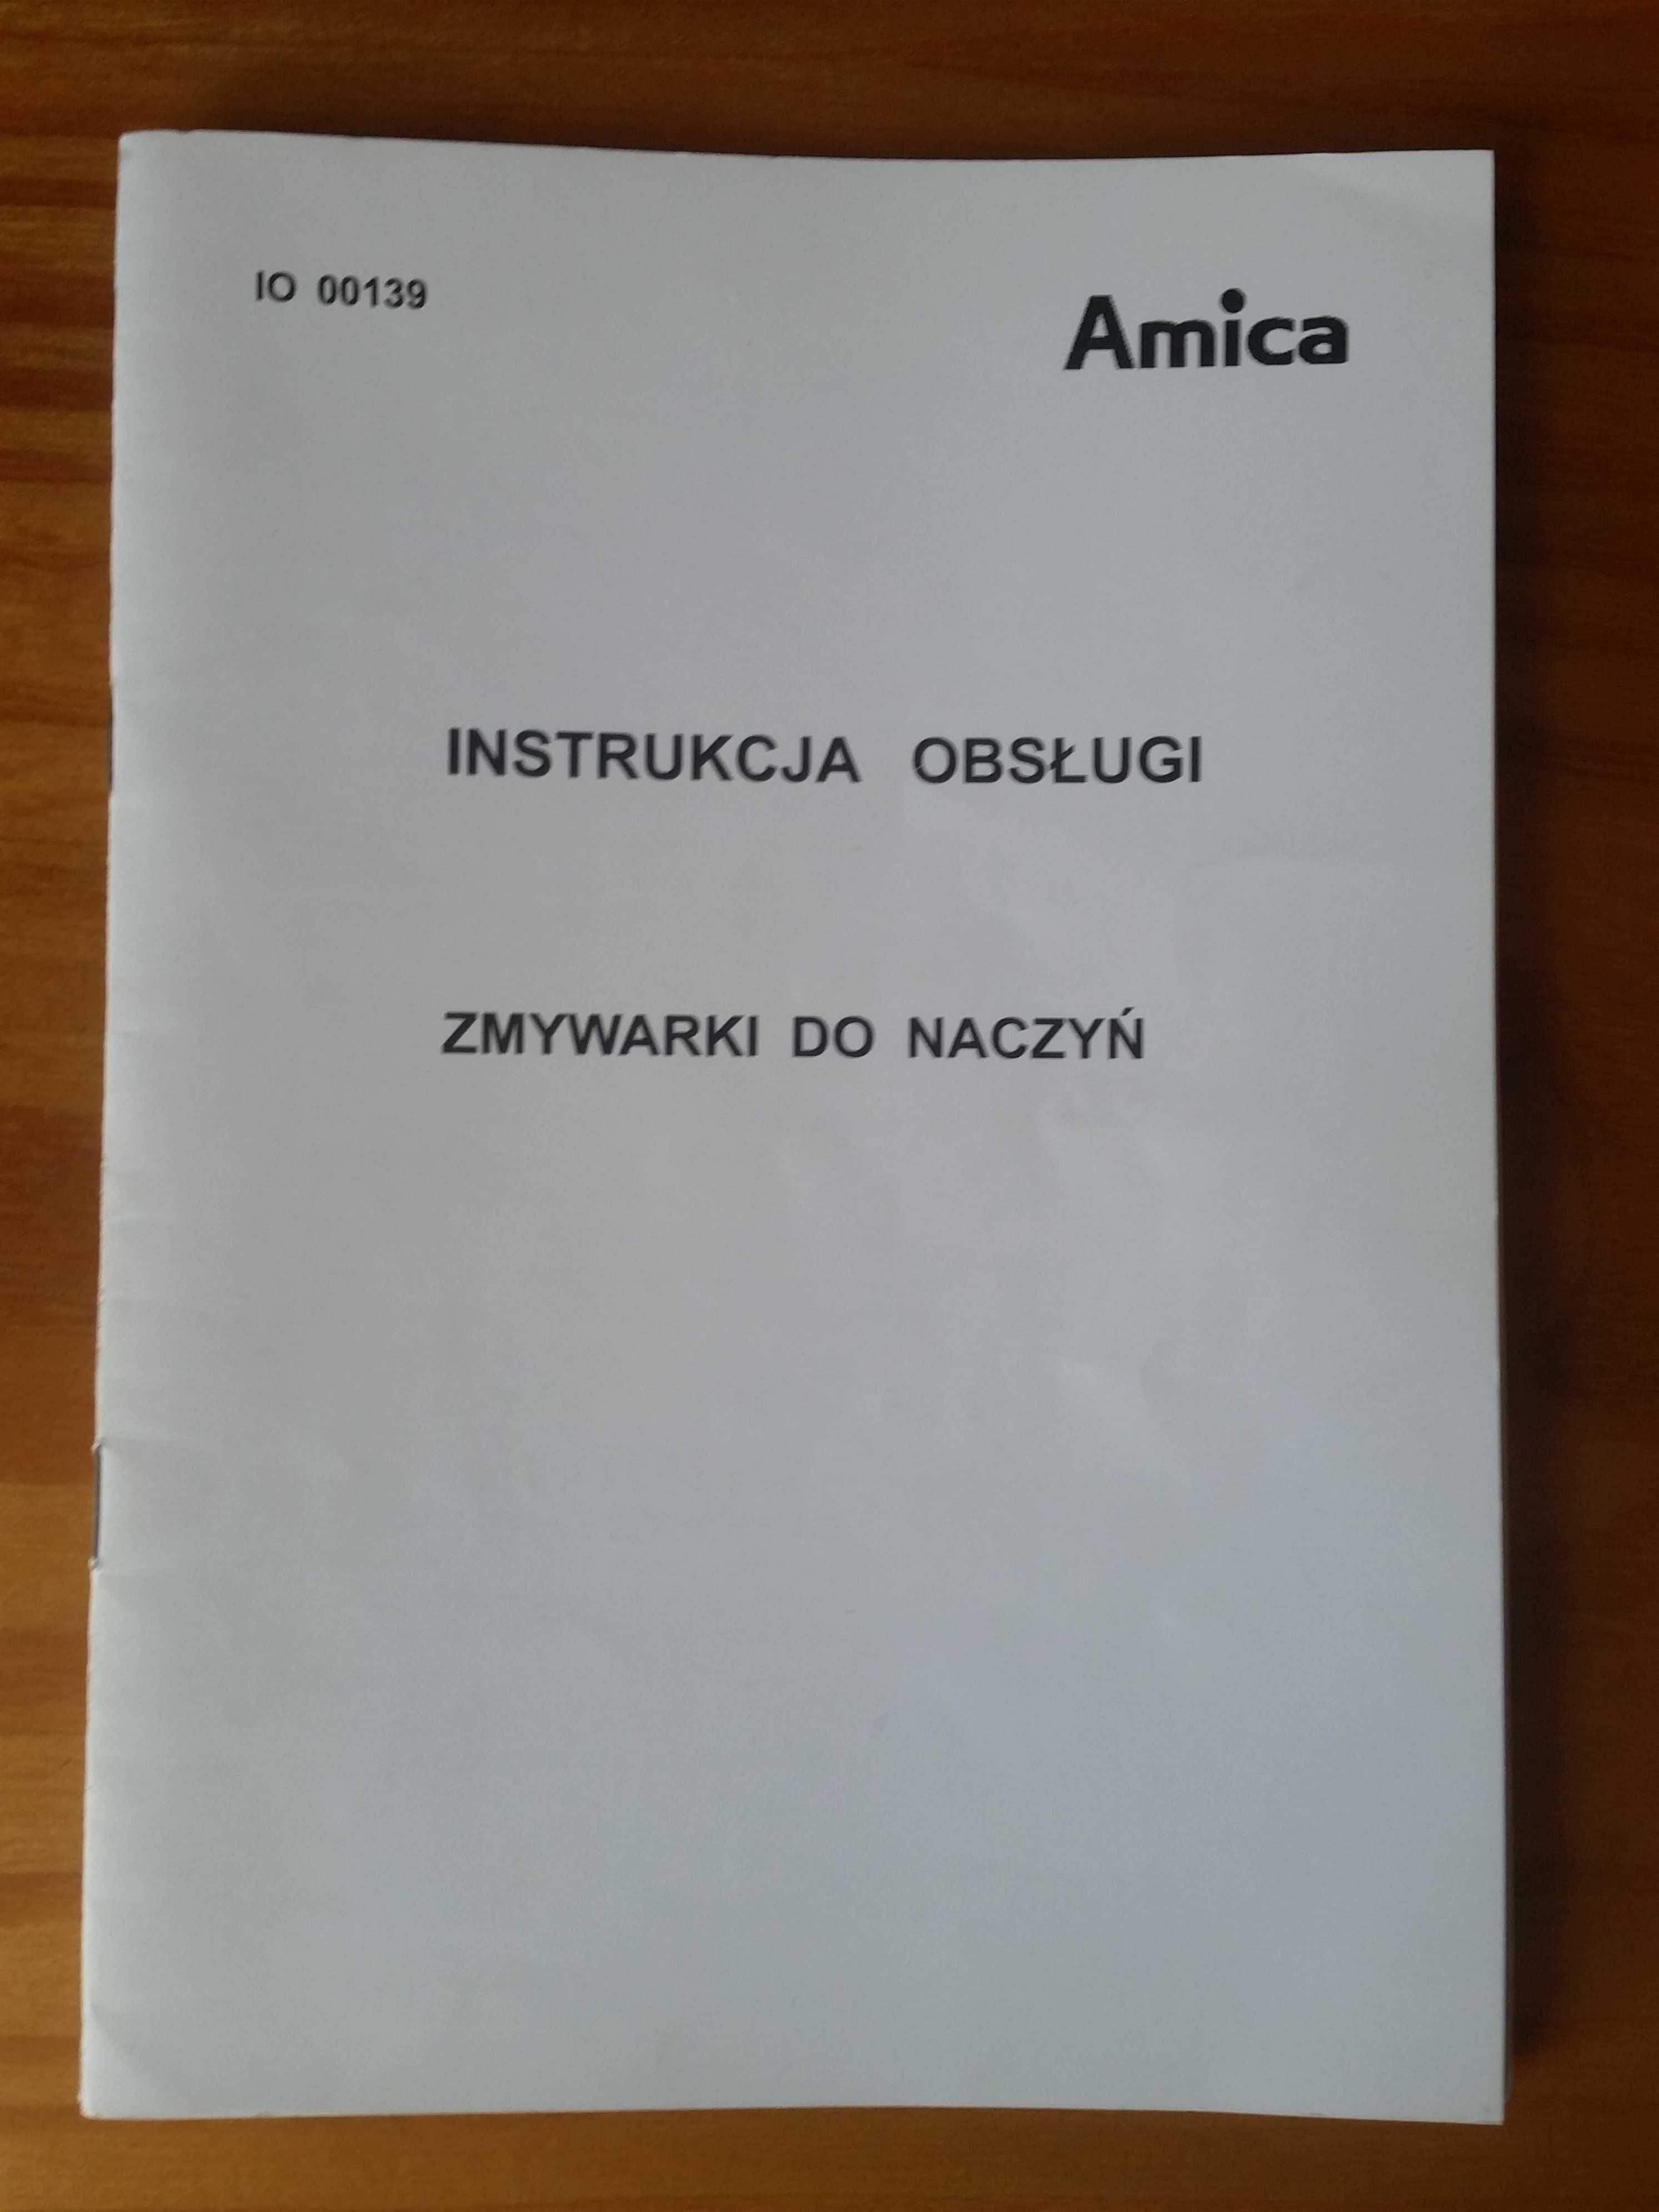 IO 00139
Amica
INSTRUKCJA OBSŁUGI
ZMYWARKI DO NACZYŃ